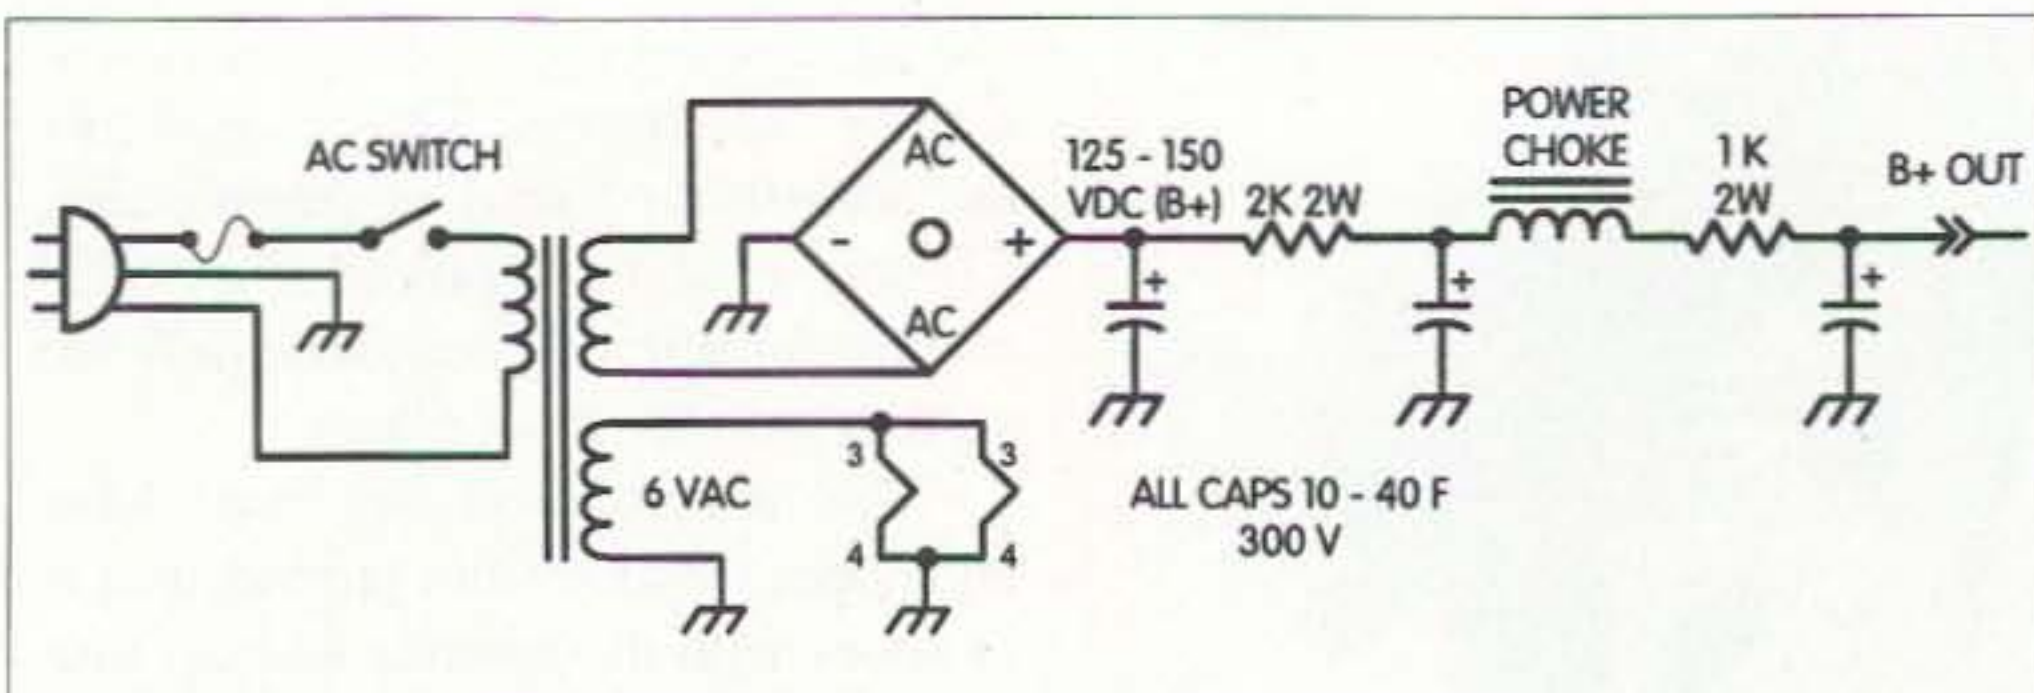 AC SWITCH
AC
-
+
AC
125 - 150
VDC (B+)
2K 2W
POWER
CHOKE
1 K
2W
B+ OUT
+
+
+
6 VAC
3
3
4
4
ALL CAPS 10 - 40 F
300 V